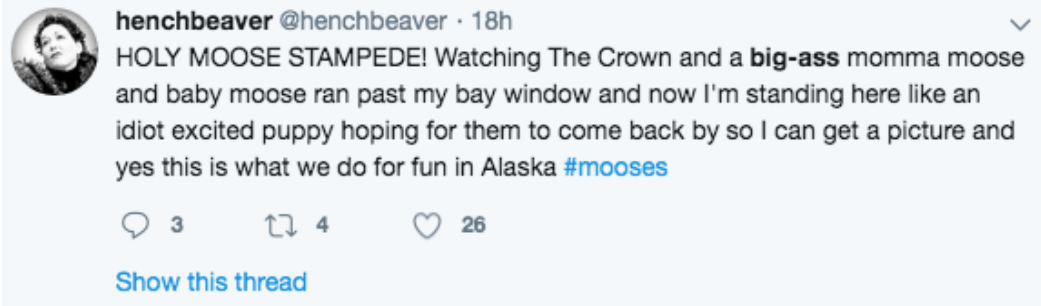 henchbeaver @henchbeaver · 18h
HOLY MOOSE STAMPEDE! Watching The Crown and a big-ass momma moose
and baby moose ran past my bay window and now I'm standing here like an
idiot excited puppy hoping for them to come back by so I can get a picture and
yes this is what we do for fun in Alaska #mooses
3 4 26
Show this thread